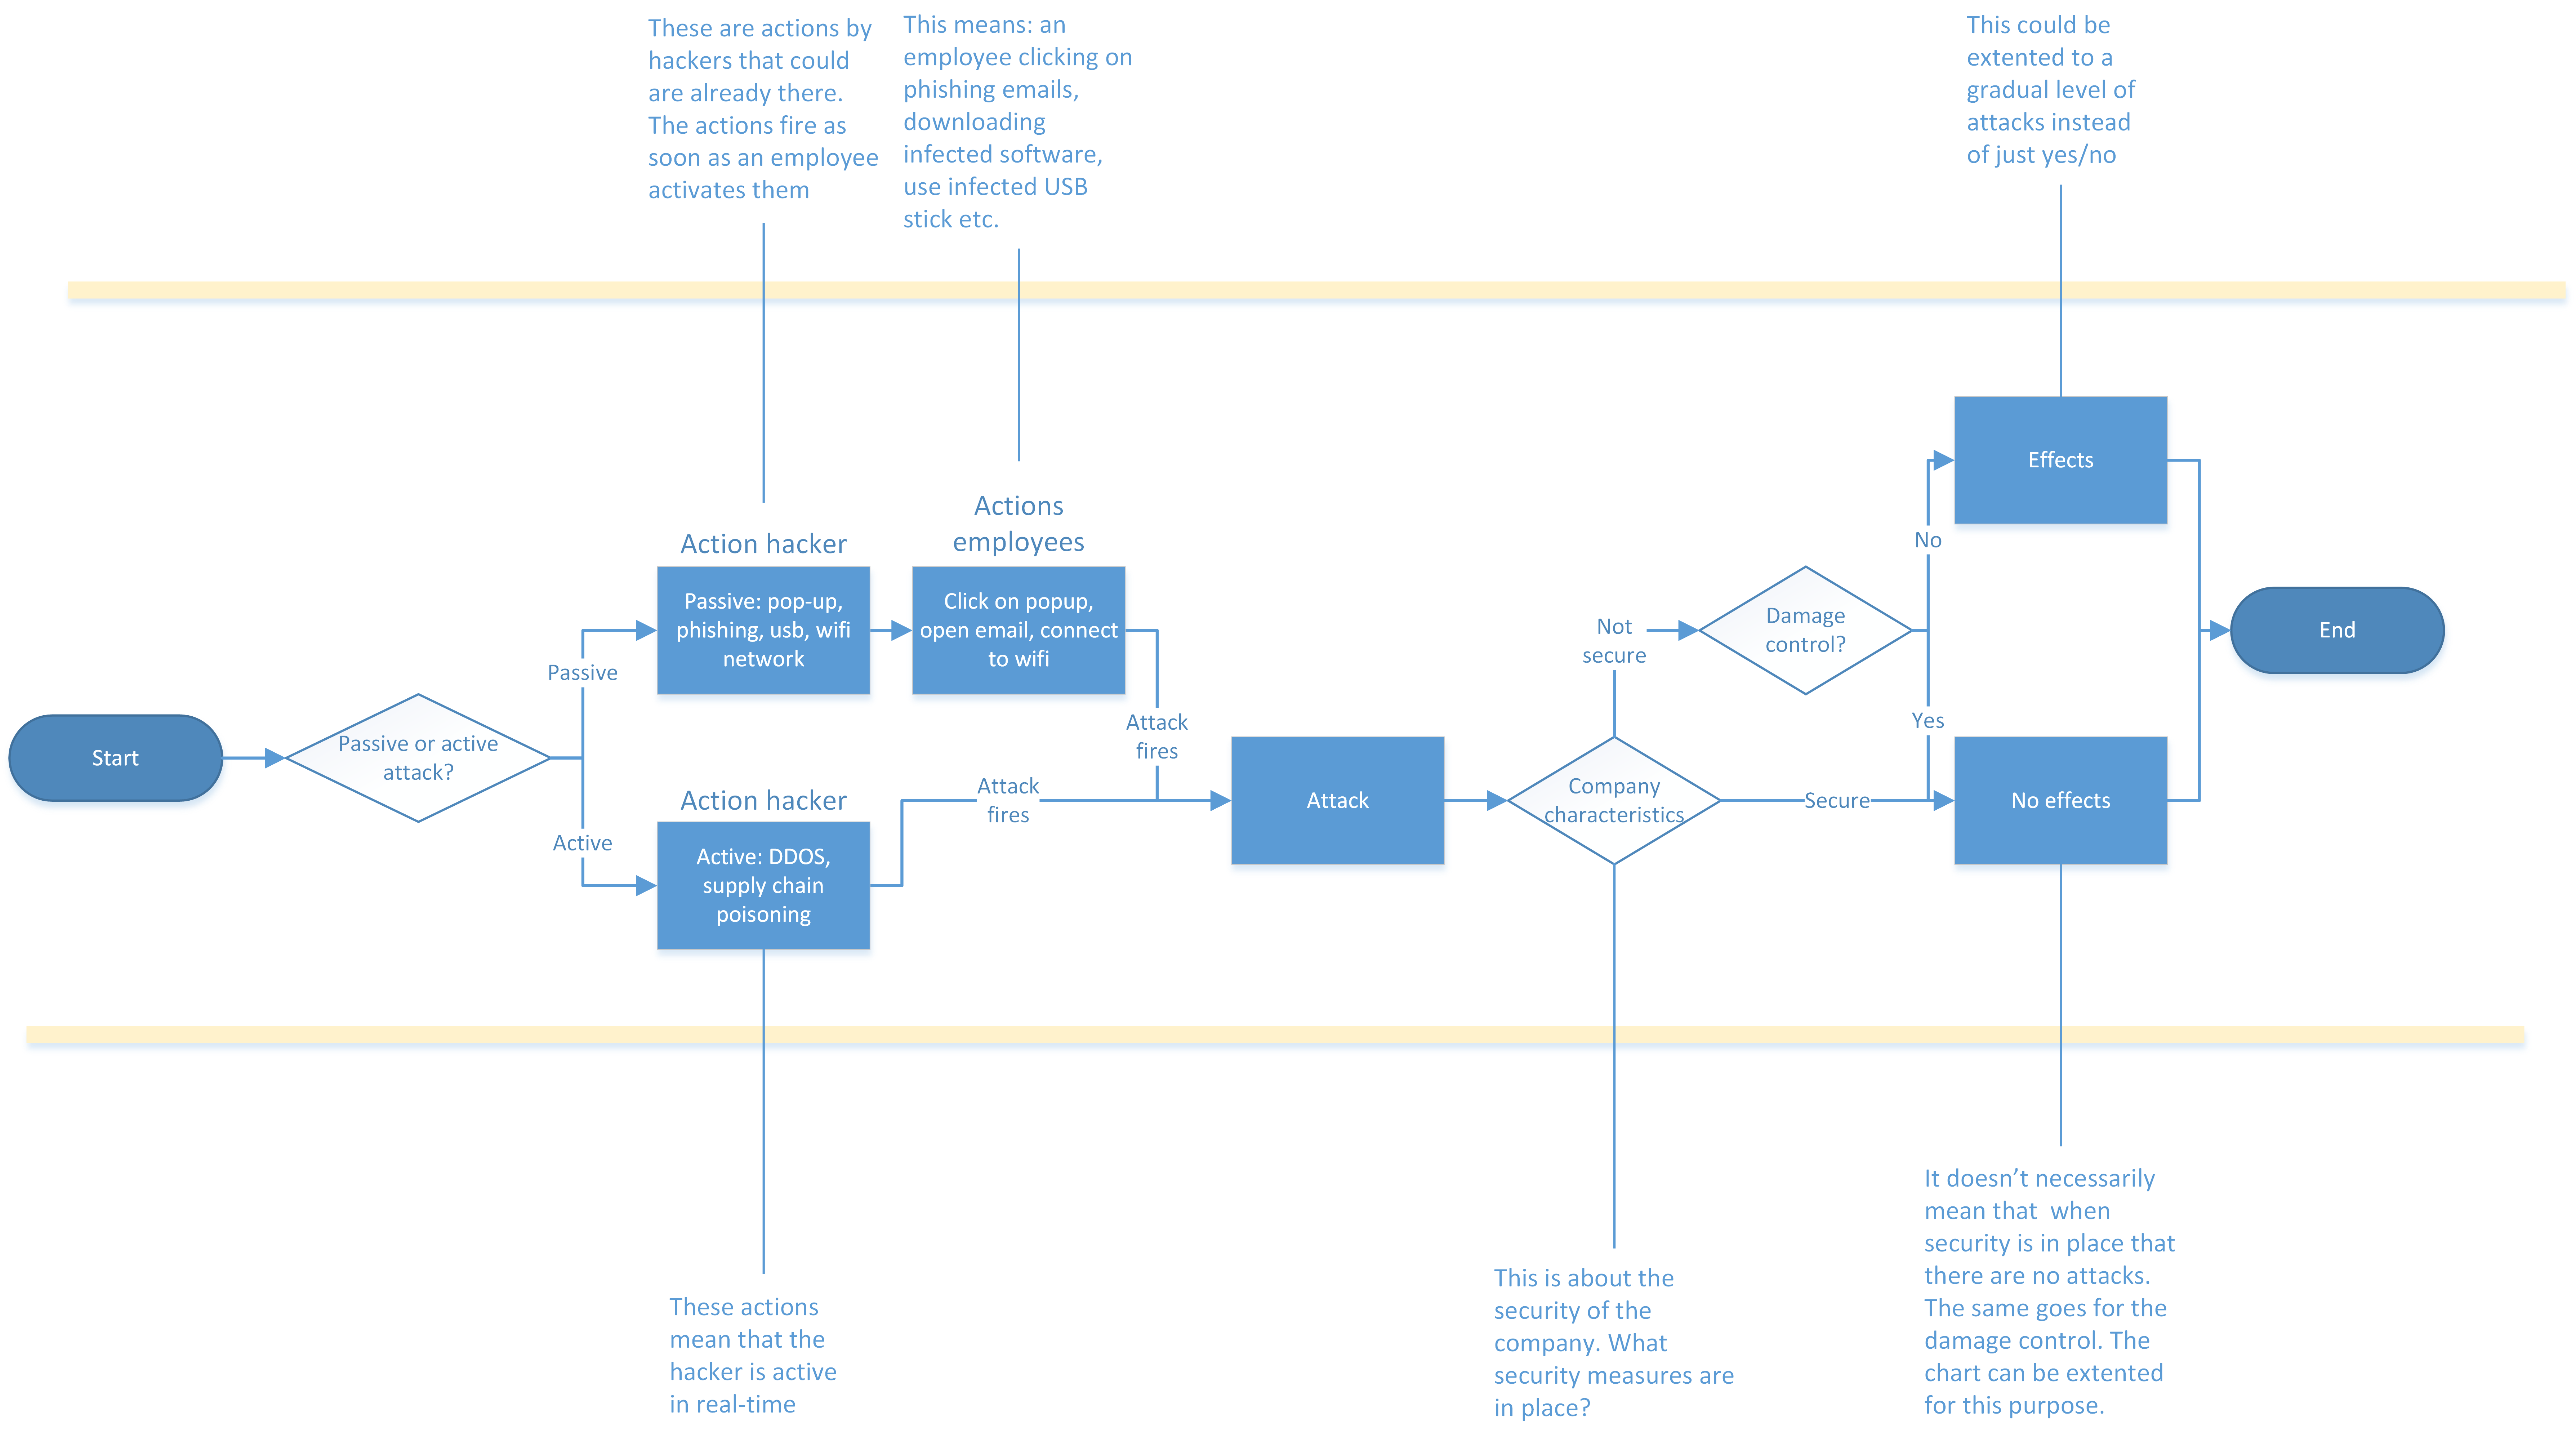 These are actions by
hackers that could
are already there.
The actions fire as
soon as an employee
activates them
This means: an
employee clicking on
phishing emails,
downloading
infected software,
use infected USB
stick etc.
This could be
extented to a
gradual level of
attacks instead
of just yes/no
Start
Passive or active
attack?
Passive
Active
Action hacker
Passive: pop-up,
phishing, usb, wifi
network
Actions
employees
Click on popup,
open email, connect
to wifi
Attack
fires
Action hacker
Active: DDOS,
supply chain
poisoning
Attack
fires
Attack
Company
characteristics
Not
secure
Secure
Damage
control?
No
Yes
Effects
No effects
End
These actions
mean that the
hacker is active
in real-time
This is about the
security of the
company. What
security measures are
in place?
It doesn’t necessarily
mean that  when
security is in place that
there are no attacks.
The same goes for the
damage control. The
chart can be extented
for this purpose.